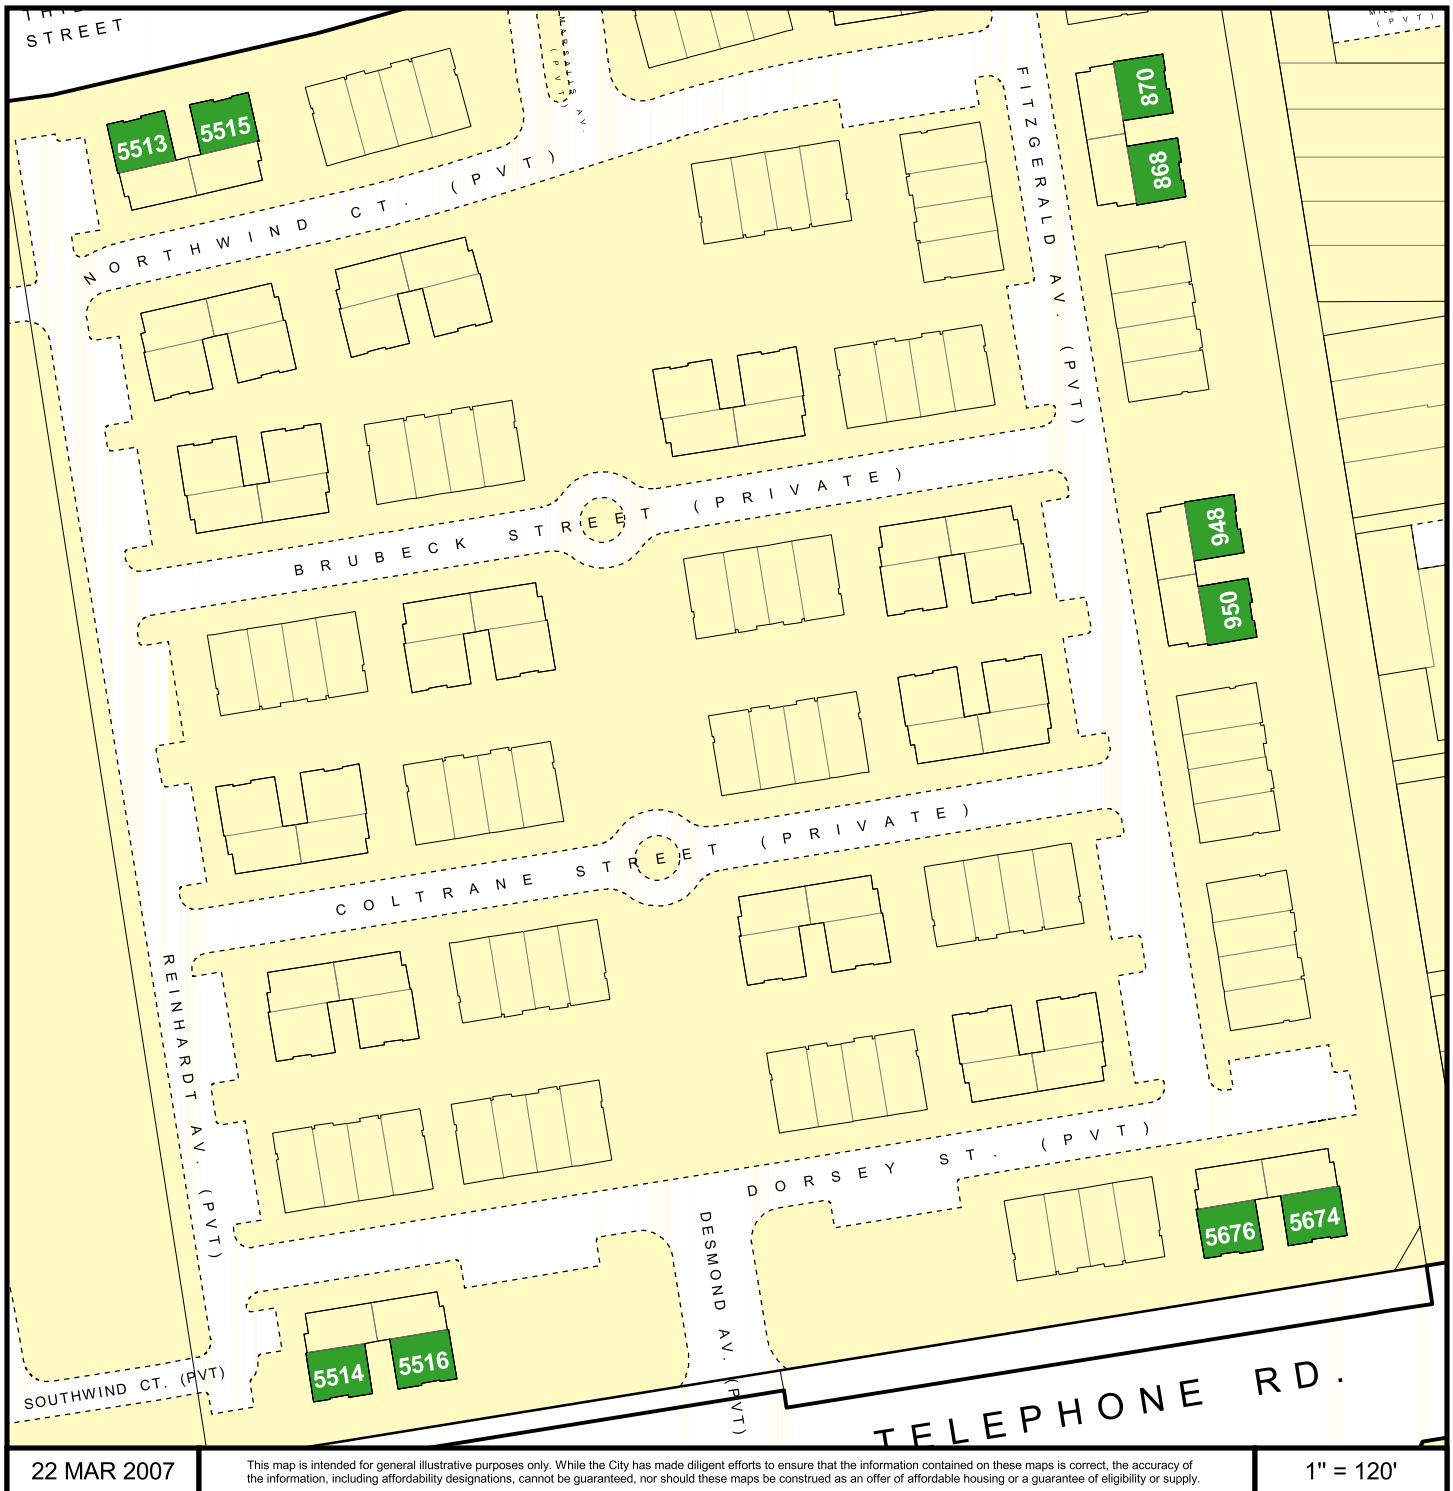 STREET
MARSALIS AV.
(PVT)
(PVT)
5513
5515
870
868
FITZGERALD AV. (PVT)
NORTHWIND CT. (PVT)
BRUBECK STREET (PRIVATE)
948
950
COLTRANE STREET (PRIVATE)
REINHARDT AV. (PVT)
DORSEY ST. (PVT)
DESMOND AV. (PVT)
5676
5674
5514
5516
SOUTHWIND CT. (PVT)
TELEPHONE RD.
22 MAR 2007
This map is intended for general illustrative purposes only. While the City has made diligent efforts to ensure that the information contained on these maps is correct, the accuracy of
the information, including affordability designations, cannot be guaranteed, nor should these maps be construed as an offer of affordable housing or a guarantee of eligibility or supply.
1" = 120'